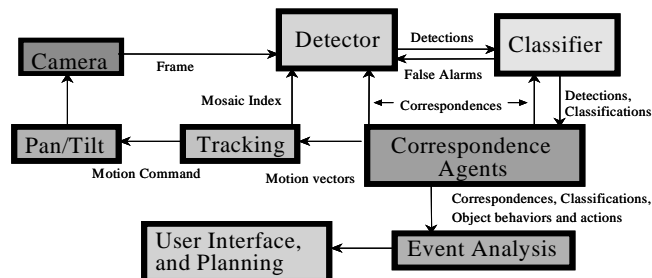 Detector
Detections
Classifier
Camera
Frame
False Alarms
Mosaic Index
Correspondences
Detections,
Classifications
Pan/Tilt
Tracking
Correspondence
Agents
Motion Command
Motion vectors
Correspondences, Classifications,
Object behaviors and actions
User Interface,
and Planning
Event Analysis